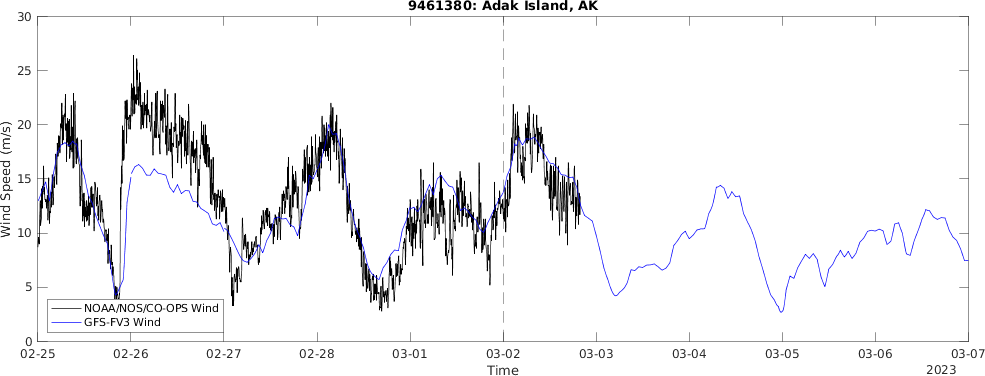 9461380: Adak Island, AK
30
25
20
15
10
5
0
Wind Speed (m/s)
NOAA/NOS/CO-OPS Wind
GFS-FV3 Wind
02-25 02-26 02-27 02-28 03-01 03-02 03-03 03-04 03-05 03-06 03-07
Time
2023